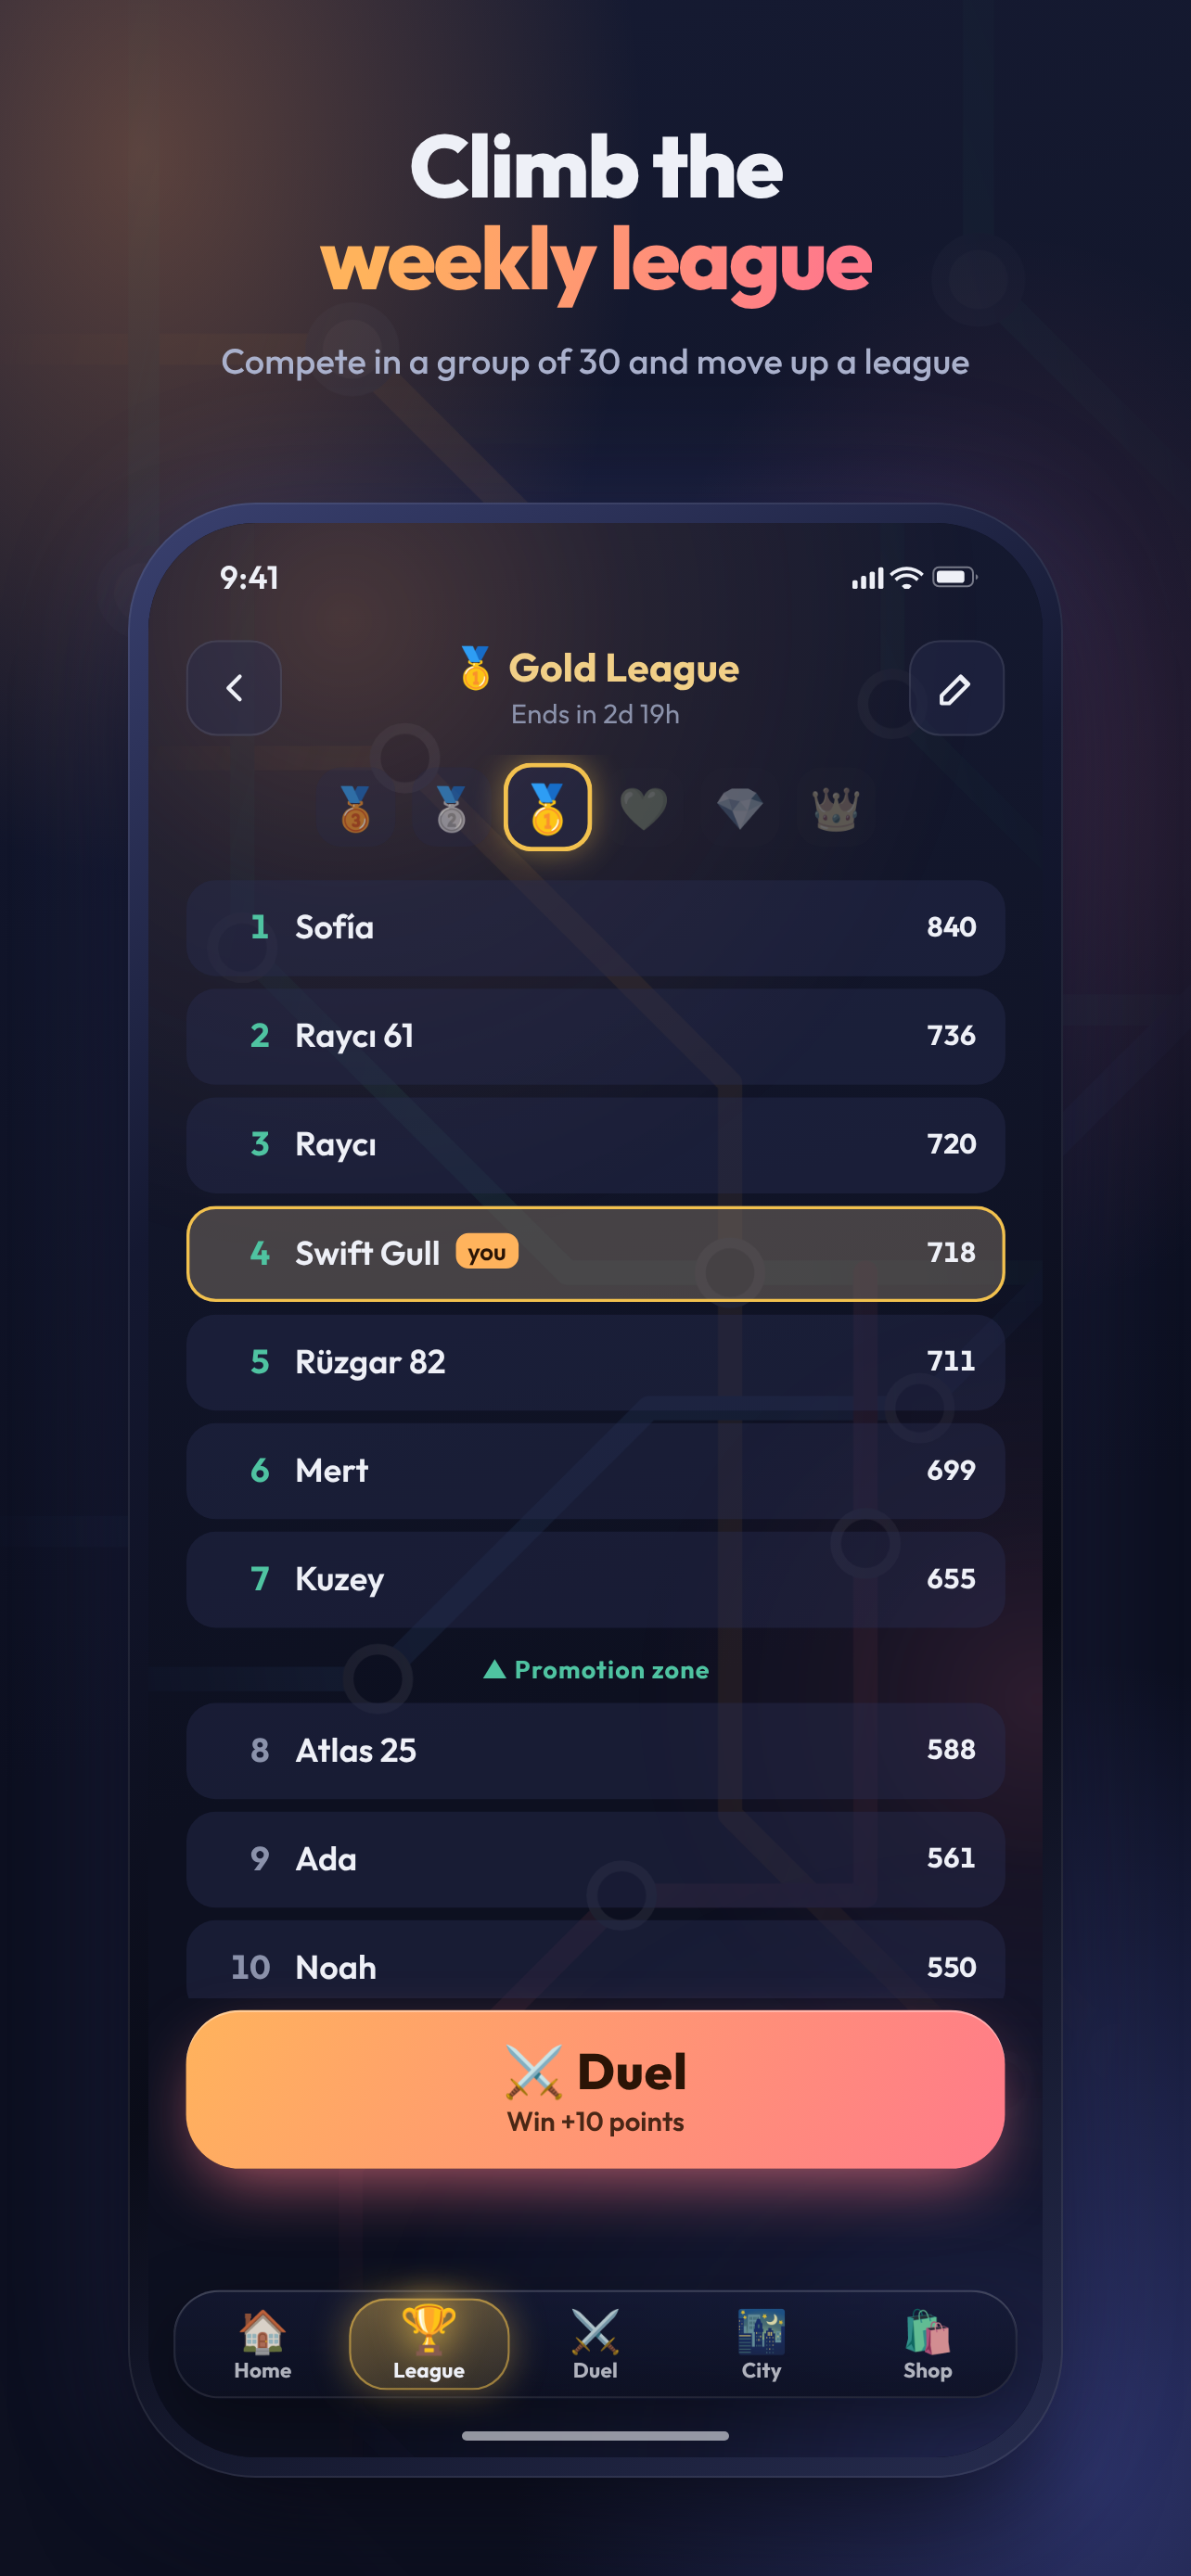 Climb the
weekly league
Compete in a group of 30 and move up a league
9:41
🥇 Gold League
Ends in 2d 19h
1 Sofía 840
2 Raycı 61 736
3 Raycı 720
4 Swift Gull you 718
5 Rüzgar 82 711
6 Mert 699
7 Kuzey 655
▲ Promotion zone
8 Atlas 25 588
9 Ada 561
10 Noah 550
⚔️ Duel
Win +10 points
Home League Duel City Shop